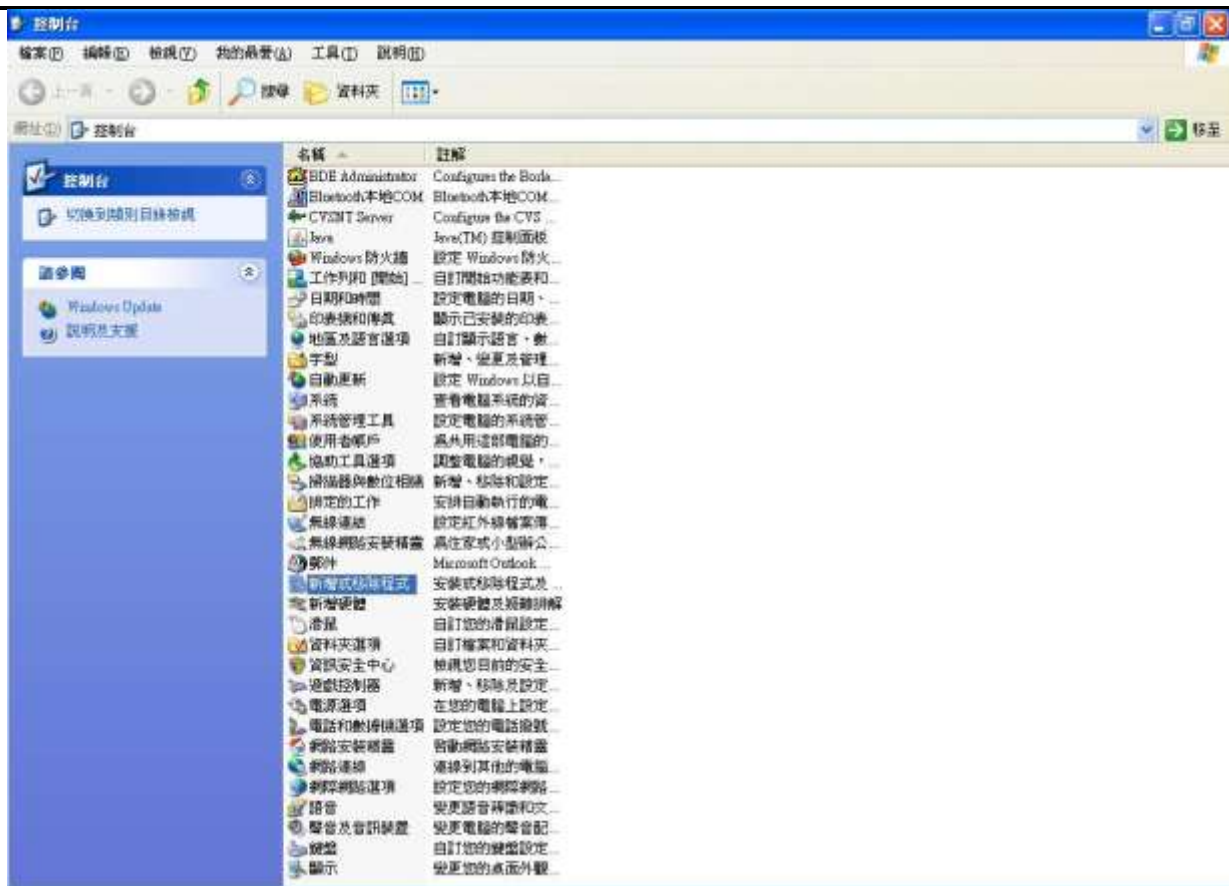 控制台
檔案(F) 編輯(E) 檢視(V) 我的最愛(A) 工具(T) 說明(H)
上一頁 搜尋 資料夾
網址(D) 控制台 移至
控制台
切換到類別目錄檢視
請參閱
Windows Update
說明及支援
名稱 註解
BDE Administrator Configures the Borla...
Bluetooth本地COM Bluetooth本地COM...
CVSNT Server Configure the CVS ...
Java Java(TM) 控制面板
Windows 防火牆 設定 Windows 防火...
工作列和 [開始] ... 自訂開始功能表和...
日期和時間 設定電腦的日期、...
印表機和傳真 顯示已安裝的印表...
地區及語言選項 自訂顯示語言、數...
字型 新增、變更及管理...
自動更新 設定 Windows 以自...
系統 查看電腦系統的資...
系統管理工具 設定電腦的系統管...
使用者帳戶 為共用這部電腦的...
協助工具選項 調整電腦的視覺，...
掃描器與數位相機 新增、移除和設定...
排定的工作 安排自動執行的電...
無線連結 設定紅外線檔案傳...
無線網路安裝精靈 為住家或小型辦公...
郵件 Microsoft Outlook ...
新增或移除程式 安裝或移除程式及 ...
新增硬體 安裝硬體及疑難排解
滑鼠 自訂您的滑鼠設定...
資料夾選項 自訂檔案和資料夾...
資訊安全中心 檢視您目前的安全...
遊戲控制器 新增、移除及設定...
電源選項 在您的電腦上設定...
電話和數據機選項 設定您的電話撥號...
網路安裝精靈 啟動網路安裝精靈
網路連線 連線到其他的電腦...
網際網路選項 設定您的網際網路...
語音 變更語音辨識和文...
聲音及音訊裝置 變更電腦的聲音配...
鍵盤 自訂您的鍵盤設定...
顯示 變更您的桌面外觀...